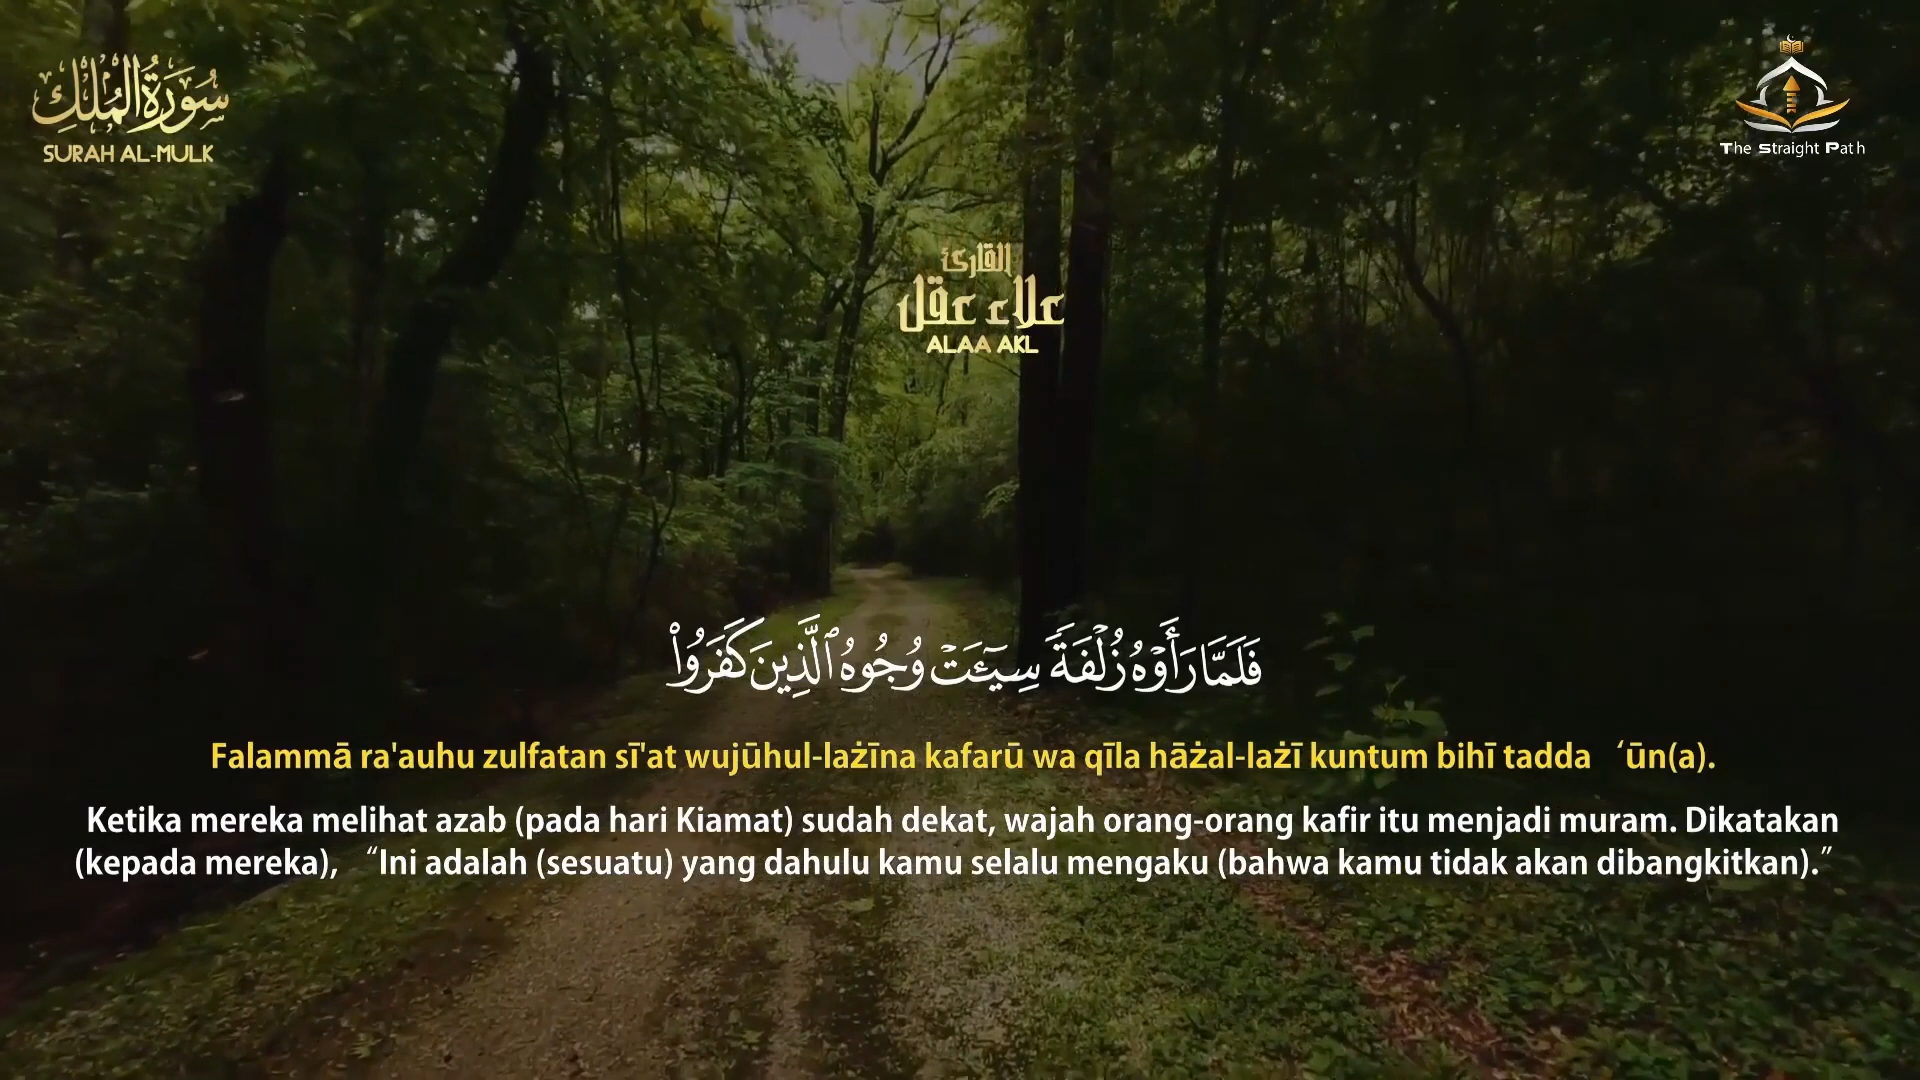 سُورَةُ المُلْكِ
SURAH AL-MULK
The Straight Path
القارئ
علاء عقل
ALAA AKL
فَلَمَّا رَأَوْهُ زُلْفَةً سِيٓـَٔتْ وُجُوهُ ٱلَّذِينَ كَفَرُوا۟
Falammā ra'auhu zulfatan sī'at wujūhul-lażīna kafarū wa qīla hāżal-lażī kuntum bihī tadda ‘ūn(a).
Ketika mereka melihat azab (pada hari Kiamat) sudah dekat, wajah orang-orang kafir itu menjadi muram. Dikatakan
(kepada mereka), “Ini adalah (sesuatu) yang dahulu kamu selalu mengaku (bahwa kamu tidak akan dibangkitkan).”